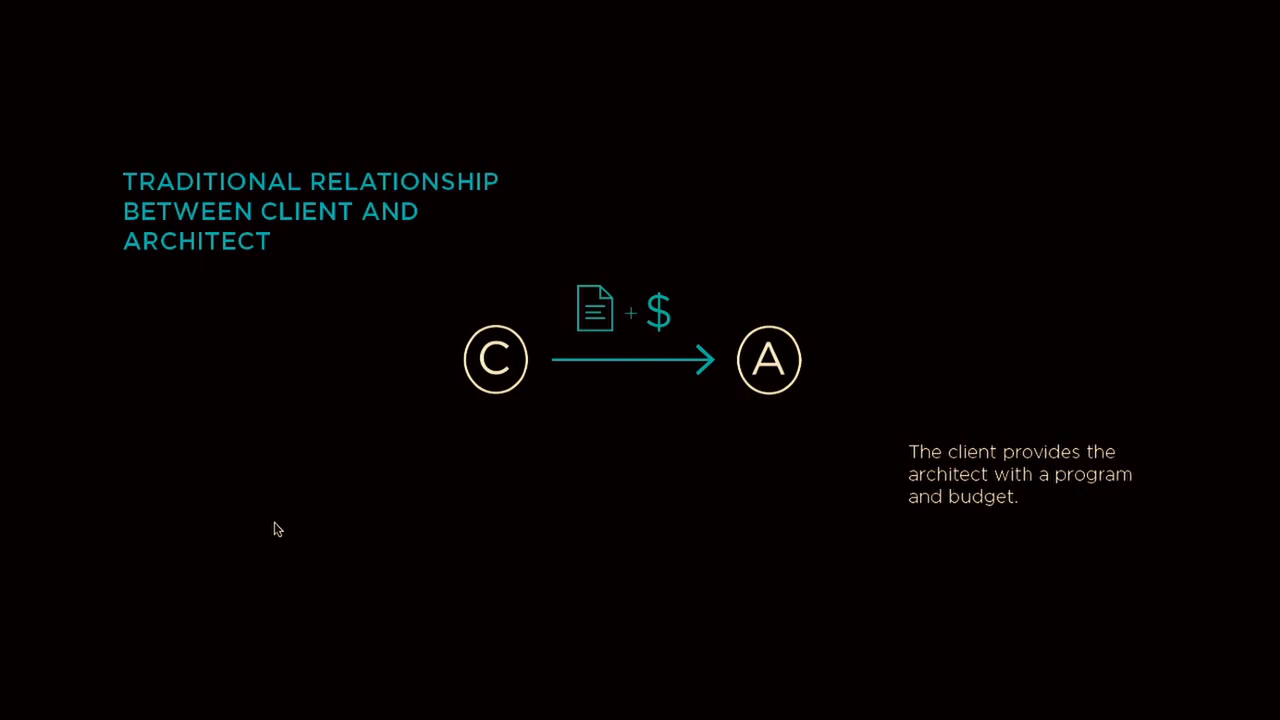 TRADITIONAL RELATIONSHIP
BETWEEN CLIENT AND
ARCHITECT
+ $
C
A
The client provides the
architect with a program
and budget.